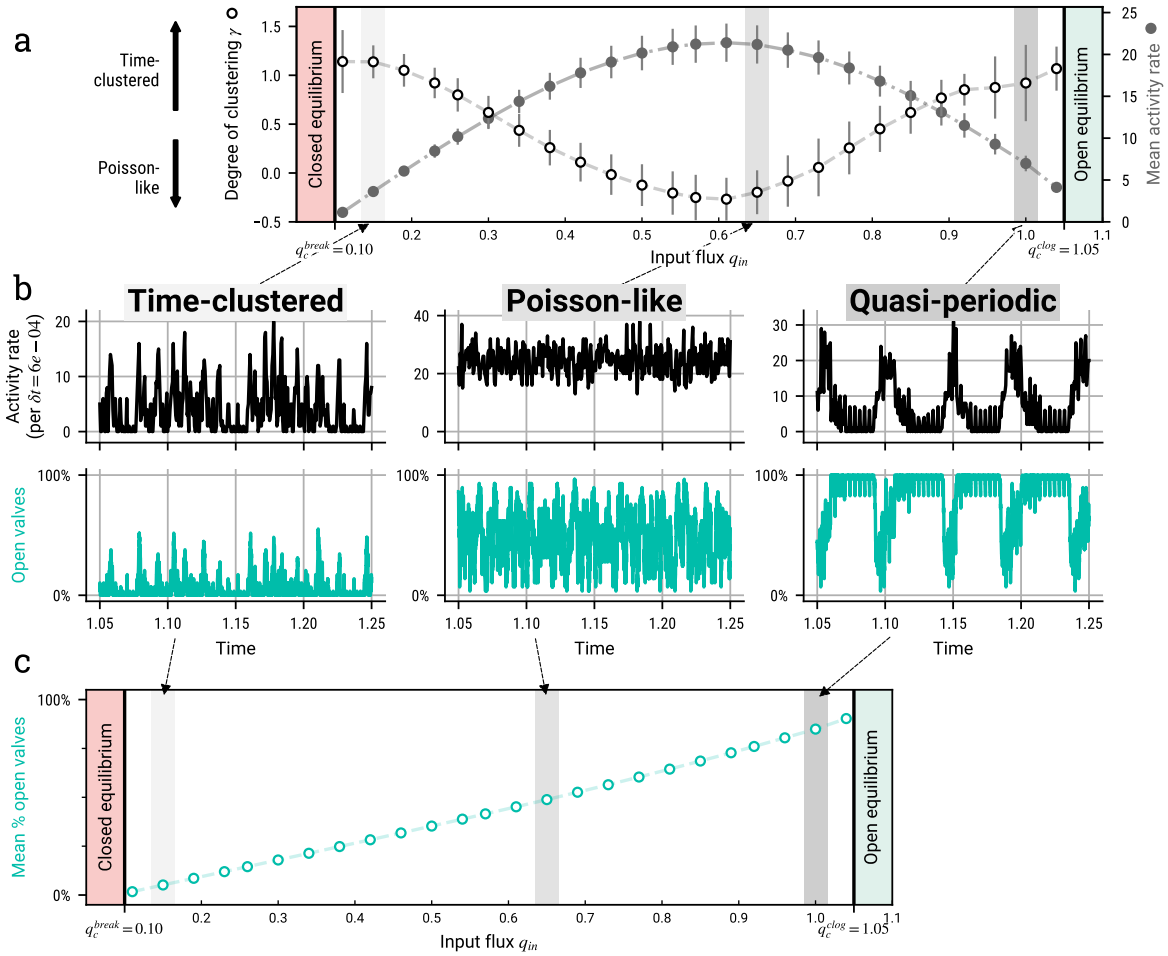 a
Time-
clustered
Poisson-
like
Degree of clustering γ
1.5
1.0
0.5
0.0
−0.5
Closed equilibrium
Open equilibrium
25
20
15
10
5
0
Mean activity rate
0.2
0.3
0.4
0.5
0.6
0.7
0.8
0.9
1.0
1.1
q_c^break = 0.10
Input flux q_in
q_c^clog = 1.05
b
Time-clustered
Poisson-like
Quasi-periodic
Activity rate
(per δt = 6e − 04)
20
10
0
40
20
0
30
20
10
0
Open valves
100%
0%
100%
0%
100%
0%
1.05
1.10
1.15
1.20
1.25
1.05
1.10
1.15
1.20
1.25
1.05
1.10
1.15
1.20
1.25
Time
Time
Time
c
Mean % open valves
100%
0%
Closed equilibrium
Open equilibrium
0.2
0.3
0.4
0.5
0.6
0.7
0.8
0.9
1.0
1.1
q_c^break = 0.10
Input flux q_in
q_c^clog = 1.05